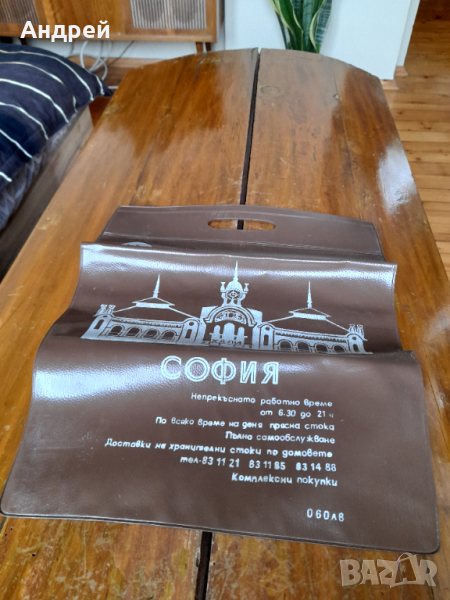 Андрей
СОФИЯ
Непрекъснато работно време
от 6.30 до 21 ч
По всяко време на деня прясна стока
Пълно самообслужване
Доставки на хранителни стоки по домовете
тел. 83 11 21 83 11 85 83 14 88
Комплексни покупки
060лв
BAZAR